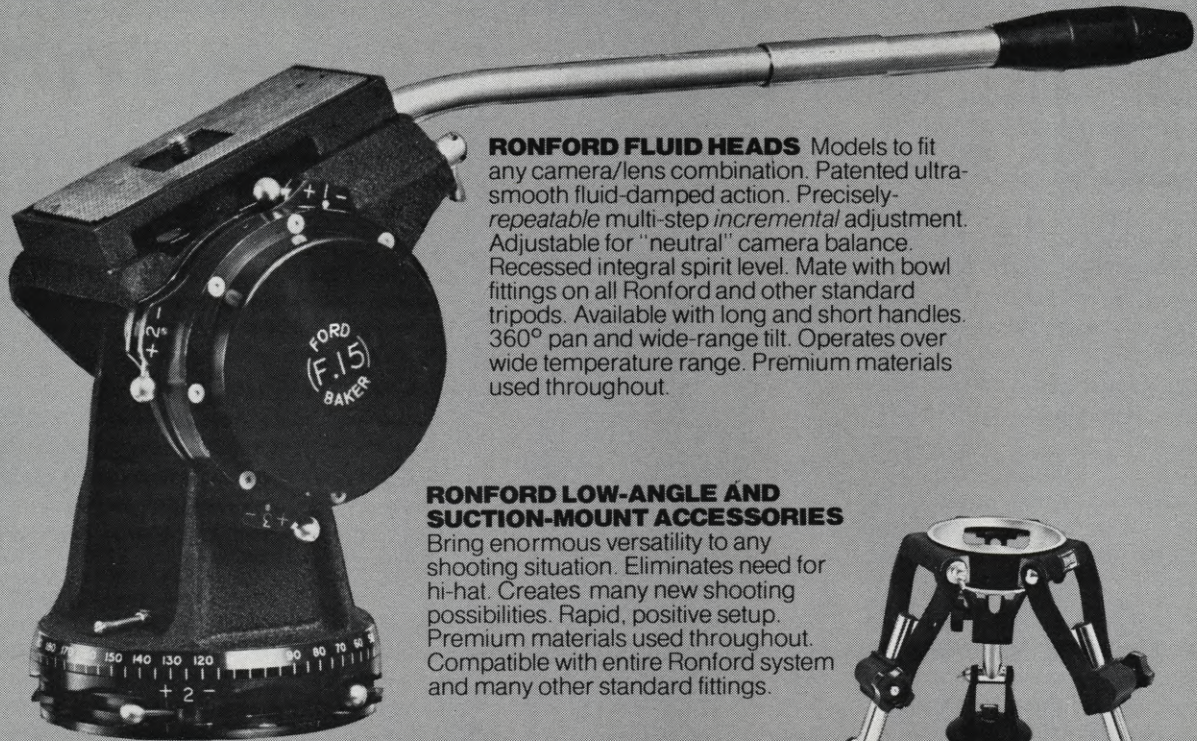 RONFORD FLUID HEADS Models to fit
any camera/lens combination. Patented ultra-
smooth fluid-damped action. Precisely-
repeatable multi-step incremental adjustment.
Adjustable for "neutral" camera balance.
Recessed integral spirit level. Mate with bowl
fittings on all Ronford and other standard
tripods. Available with long and short handles.
360° pan and wide-range tilt. Operates over
wide temperature range. Premium materials
used throughout.
+ 1 -
+ 2 -
FORD
(F.15)
BAKER
+ 3 -
RONFORD LOW-ANGLE AND
SUCTION-MOUNT ACCESSORIES
Bring enormous versatility to any
shooting situation. Eliminates need for
hi-hat. Creates many new shooting
possibilities. Rapid, positive setup.
Premium materials used throughout.
Compatible with entire Ronford system
and many other standard fittings.
180 170 150 140 130 120 90 80 70 60
+ 2 -